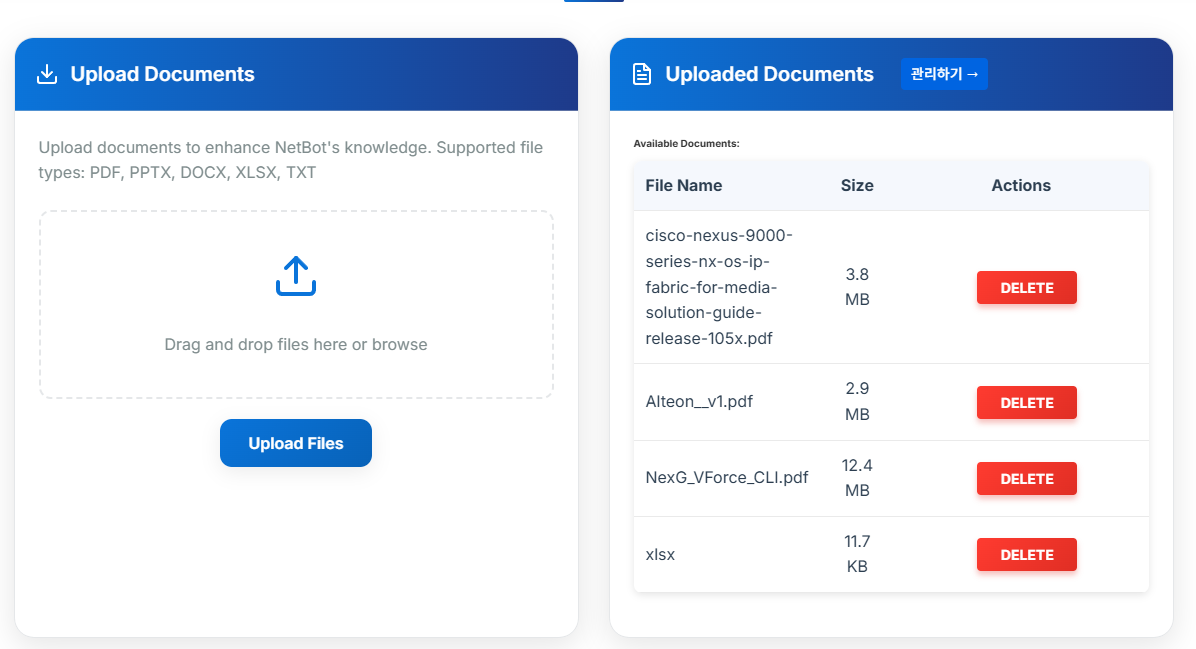 Upload Documents
Upload documents to enhance NetBot's knowledge. Supported file
types: PDF, PPTX, DOCX, XLSX, TXT
Drag and drop files here or browse
Upload Files
Uploaded Documents
관리하기 →
Available Documents:
File Name Size Actions
cisco-nexus-9000-
series-nx-os-ip-
fabric-for-media-
solution-guide-
release-105x.pdf
3.8
MB
DELETE
Alteon__v1.pdf
2.9
MB
DELETE
NexG_VForce_CLI.pdf
12.4
MB
DELETE
xlsx
11.7
KB
DELETE